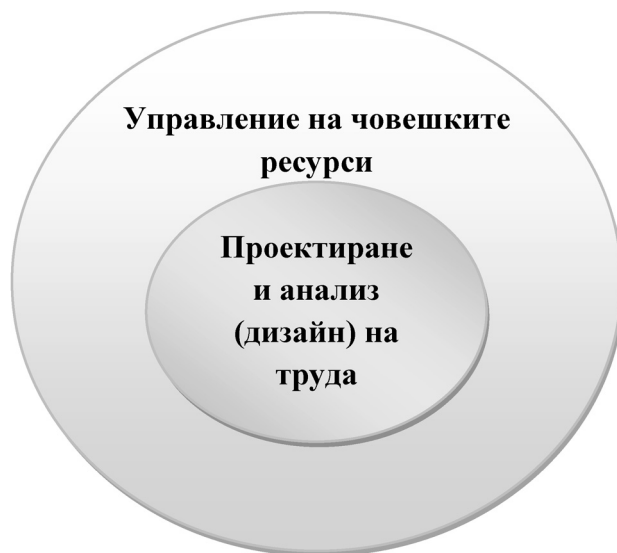 Управление на човешките
ресурси
Проектиране
и анализ
(дизайн) на
труда